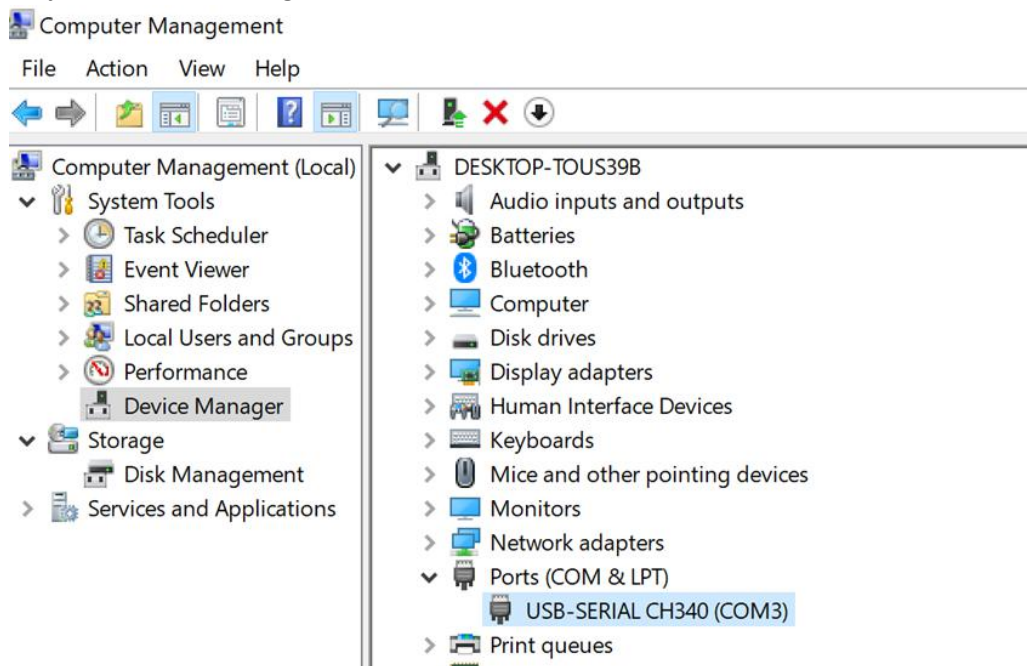 Computer Management
File Action View Help
Computer Management (Local)
System Tools
Task Scheduler
Event Viewer
Shared Folders
Local Users and Groups
Performance
Device Manager
Storage
Disk Management
Services and Applications
DESKTOP-TOUS39B
Audio inputs and outputs
Batteries
Bluetooth
Computer
Disk drives
Display adapters
Human Interface Devices
Keyboards
Mice and other pointing devices
Monitors
Network adapters
Ports (COM & LPT)
USB-SERIAL CH340 (COM3)
Print queues